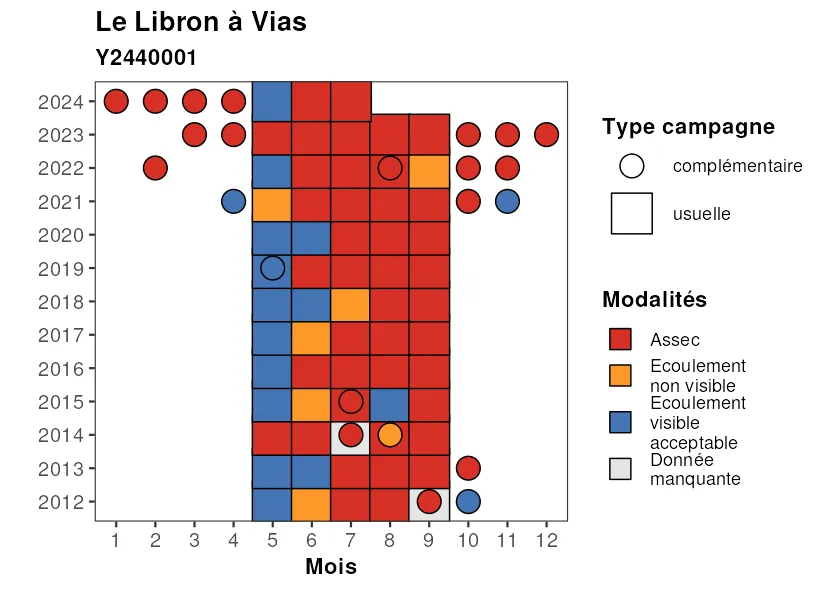 Le Libron à Vias
Y2440001
2024
2023
2022
2021
2020
2019
2018
2017
2016
2015
2014
2013
2012
1 2 3 4 5 6 7 8 9 10 11 12
Mois
Type campagne
complémentaire
usuelle
Modalités
Assec
Ecoulement
non visible
Ecoulement
visible
acceptable
Donnée
manquante